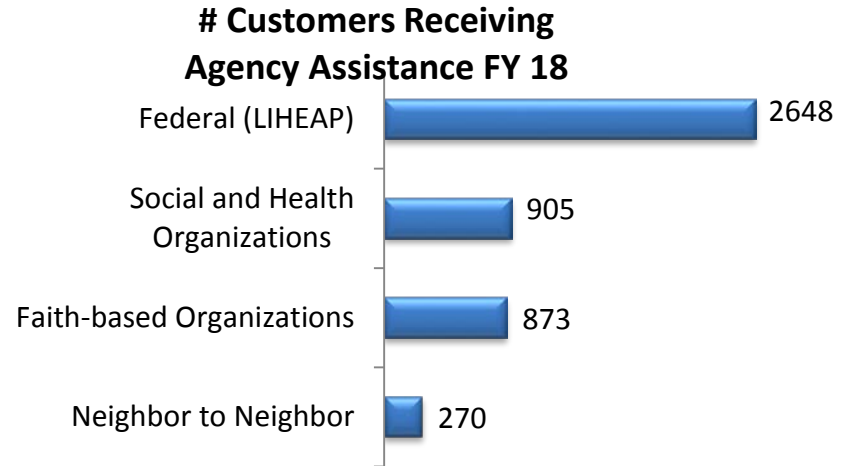 # Customers Receiving
Agency Assistance FY 18
Federal (LIHEAP)
2648
Social and Health
Organizations
905
Faith-based Organizations
873
Neighbor to Neighbor
270